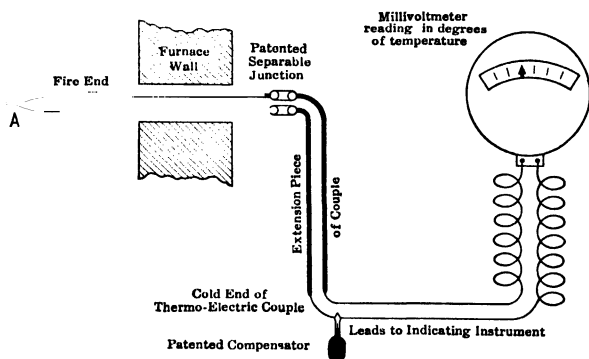 Millivoltmeter
reading in degrees
of temperature
Furnace
Wall
Patented
Separable
Junction
Fire End
A
Extension Piece
of Couple
Cold End of
Thermo-Electric Couple
Leads to Indicating Instrument
Patented Compensator